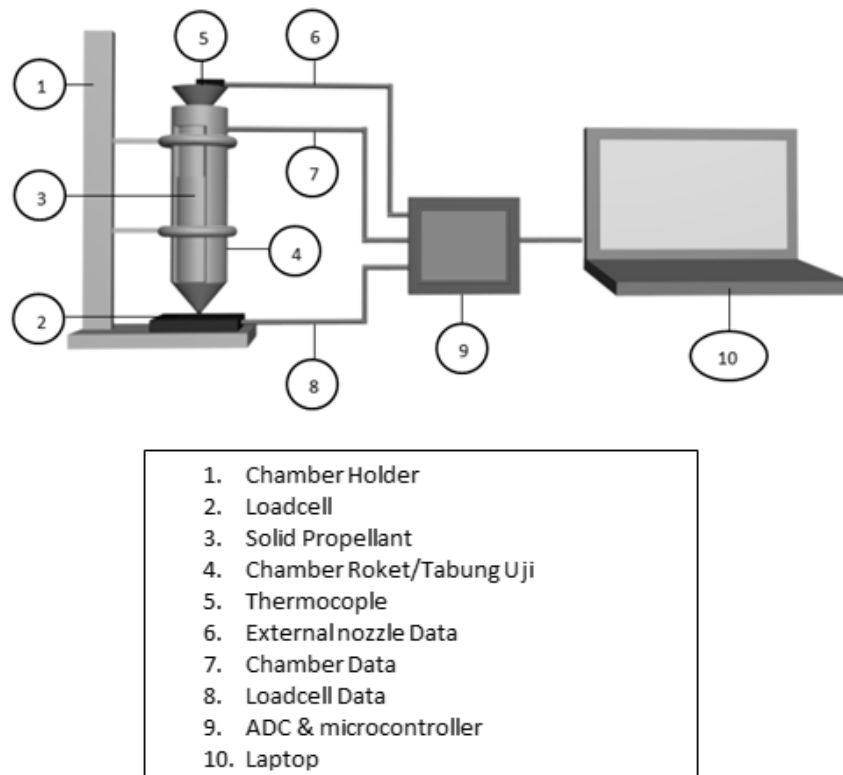 5
6
1
7
3
4
2
9
10
8
1. Chamber Holder
2. Loadcell
3. Solid Propellant
4. Chamber Roket/Tabung Uji
5. Thermocople
6. External nozzle Data
7. Chamber Data
8. Loadcell Data
9. ADC & microcontroller
10. Laptop